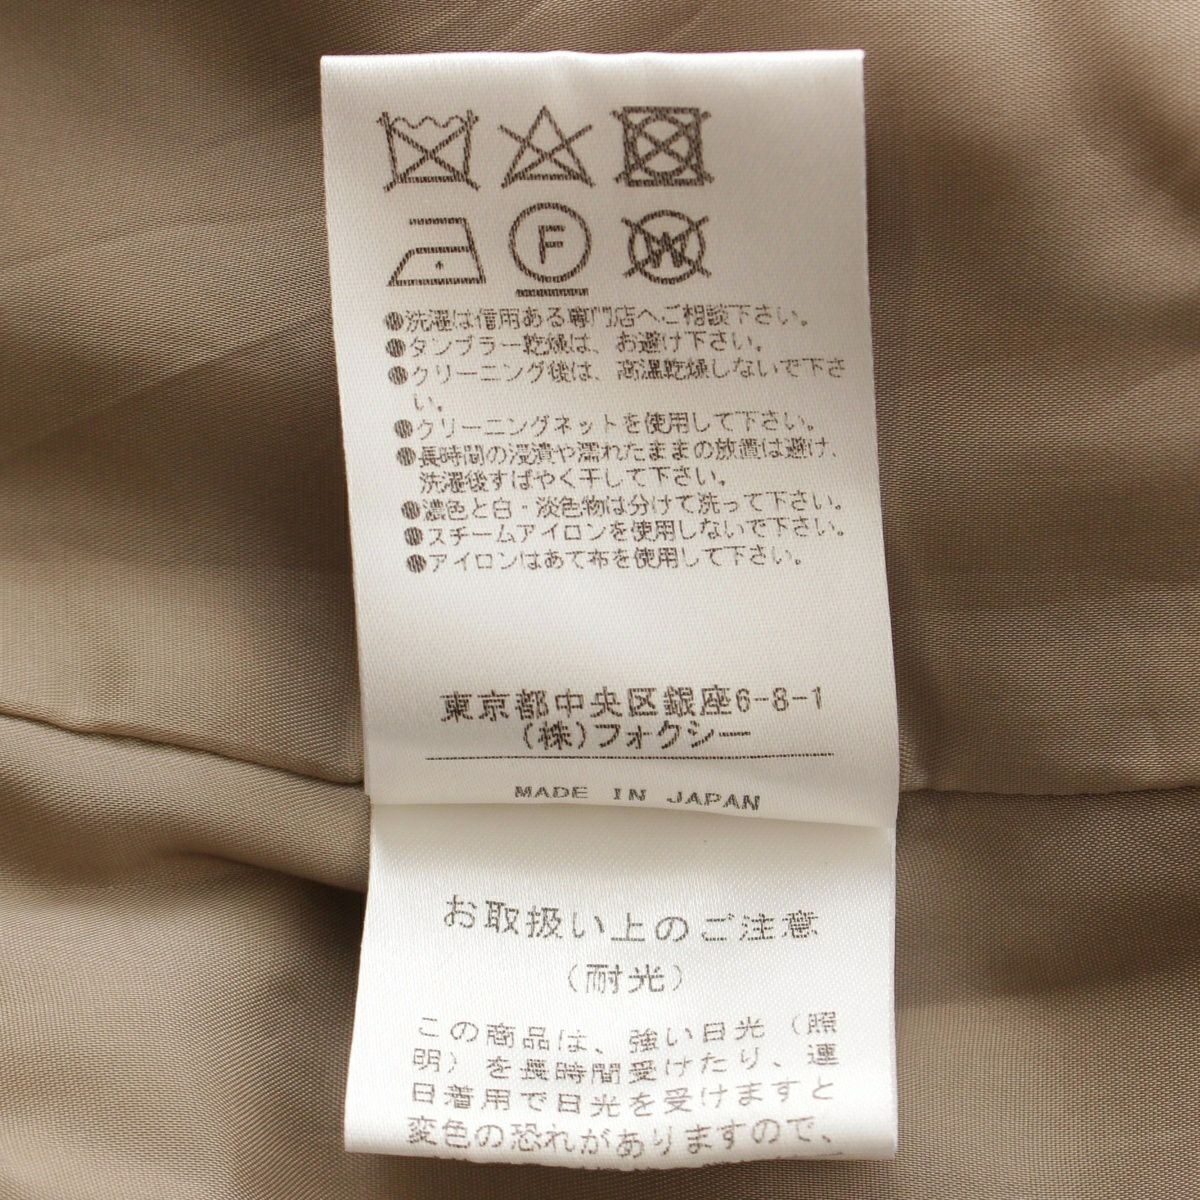 F W
●洗濯は信用ある専門店へご相談下さい。
●タンブラー乾燥は、お避け下さい。
●クリーニング後は、高温乾燥しないで下さ
い。
●クリーニングネットを使用して下さい。
●長時間の浸漬や濡れたままの放置は避け、
洗濯後すばやく干して下さい。
●濃色と白・淡色物は分けて洗って下さい。
●スチームアイロンを使用しないで下さい。
●アイロンはあて布を使用して下さい。
東京都中央区銀座6-8-1
(株)フォクシー
MADE IN JAPAN
お取扱い上のご注意
(耐光)
この商品は、強い日光(照
明)を長時間受けたり、連
日着用で日光を受けますと
変色の恐れがありますので、